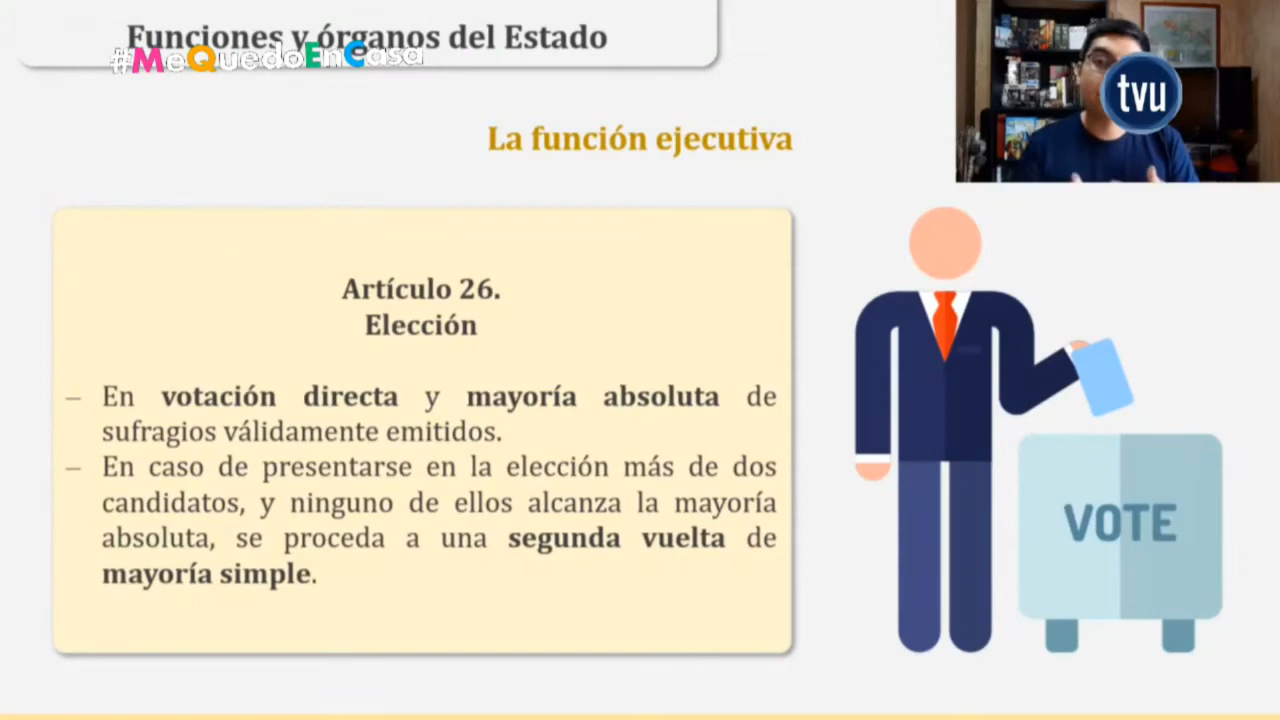 Funciones y órganos del Estado
#MeQuedoEnCasa
tvu
La función ejecutiva
Artículo 26.
Elección
– En votación directa y mayoría absoluta de
sufragios válidamente emitidos.
– En caso de presentarse en la elección más de dos
candidatos, y ninguno de ellos alcanza la mayoría
absoluta, se proceda a una segunda vuelta de
mayoría simple.
VOTE